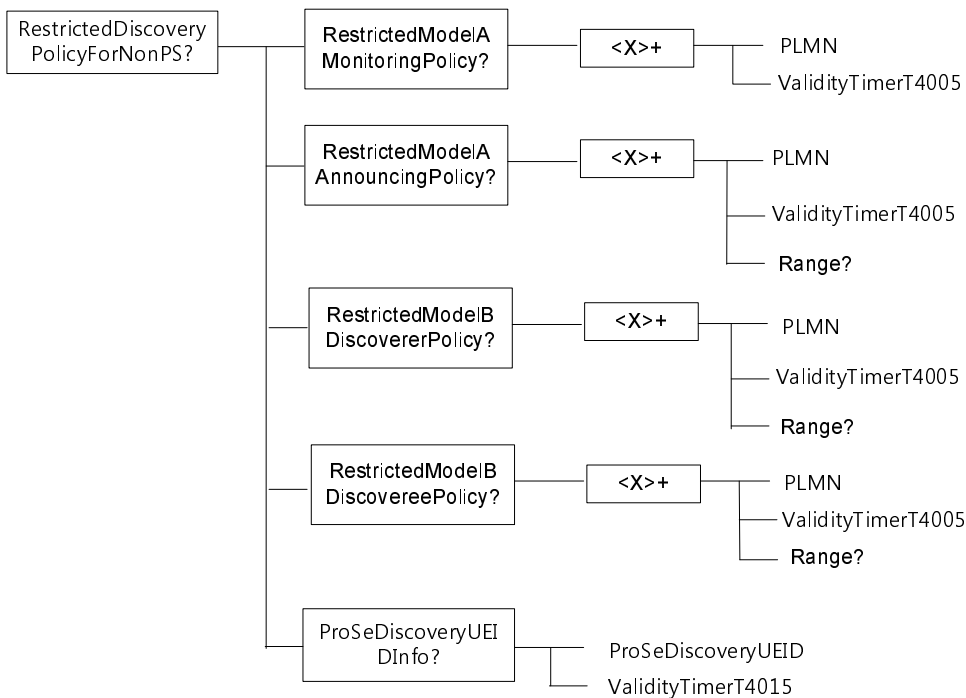 RestrictedDiscovery
PolicyForNonPS?
RestrictedModelA
MonitoringPolicy?
<X>+
PLMN
ValidityTimerT4005
RestrictedModelA
AnnouncingPolicy?
<X>+
PLMN
ValidityTimerT4005
Range?
RestrictedModelB
DiscovererPolicy?
<X>+
PLMN
ValidityTimerT4005
Range?
RestrictedModelB
DiscovereePolicy?
<X>+
PLMN
ValidityTimerT4005
Range?
ProSeDiscoveryUEI
DInfo?
ProSeDiscoveryUEID
ValidityTimerT4015